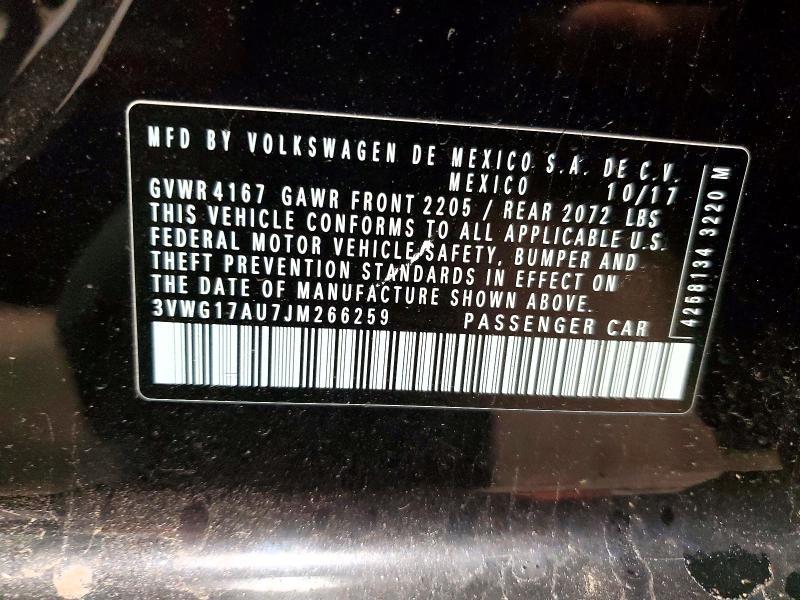 MFD BY VOLKSWAGEN DE MEXICO S.A. DE C.V.
MEXICO 10/17
GVWR 4167 GAWR FRONT 2205 / REAR 2072 LBS
THIS VEHICLE CONFORMS TO ALL APPLICABLE U.S.
FEDERAL MOTOR VEHICLE SAFETY, BUMPER AND
THEFT PREVENTION STANDARDS IN EFFECT ON
THE DATE OF MANUFACTURE SHOWN ABOVE.
3VWG17AU7JM266259 PASSENGER CAR
4268134 3220 M